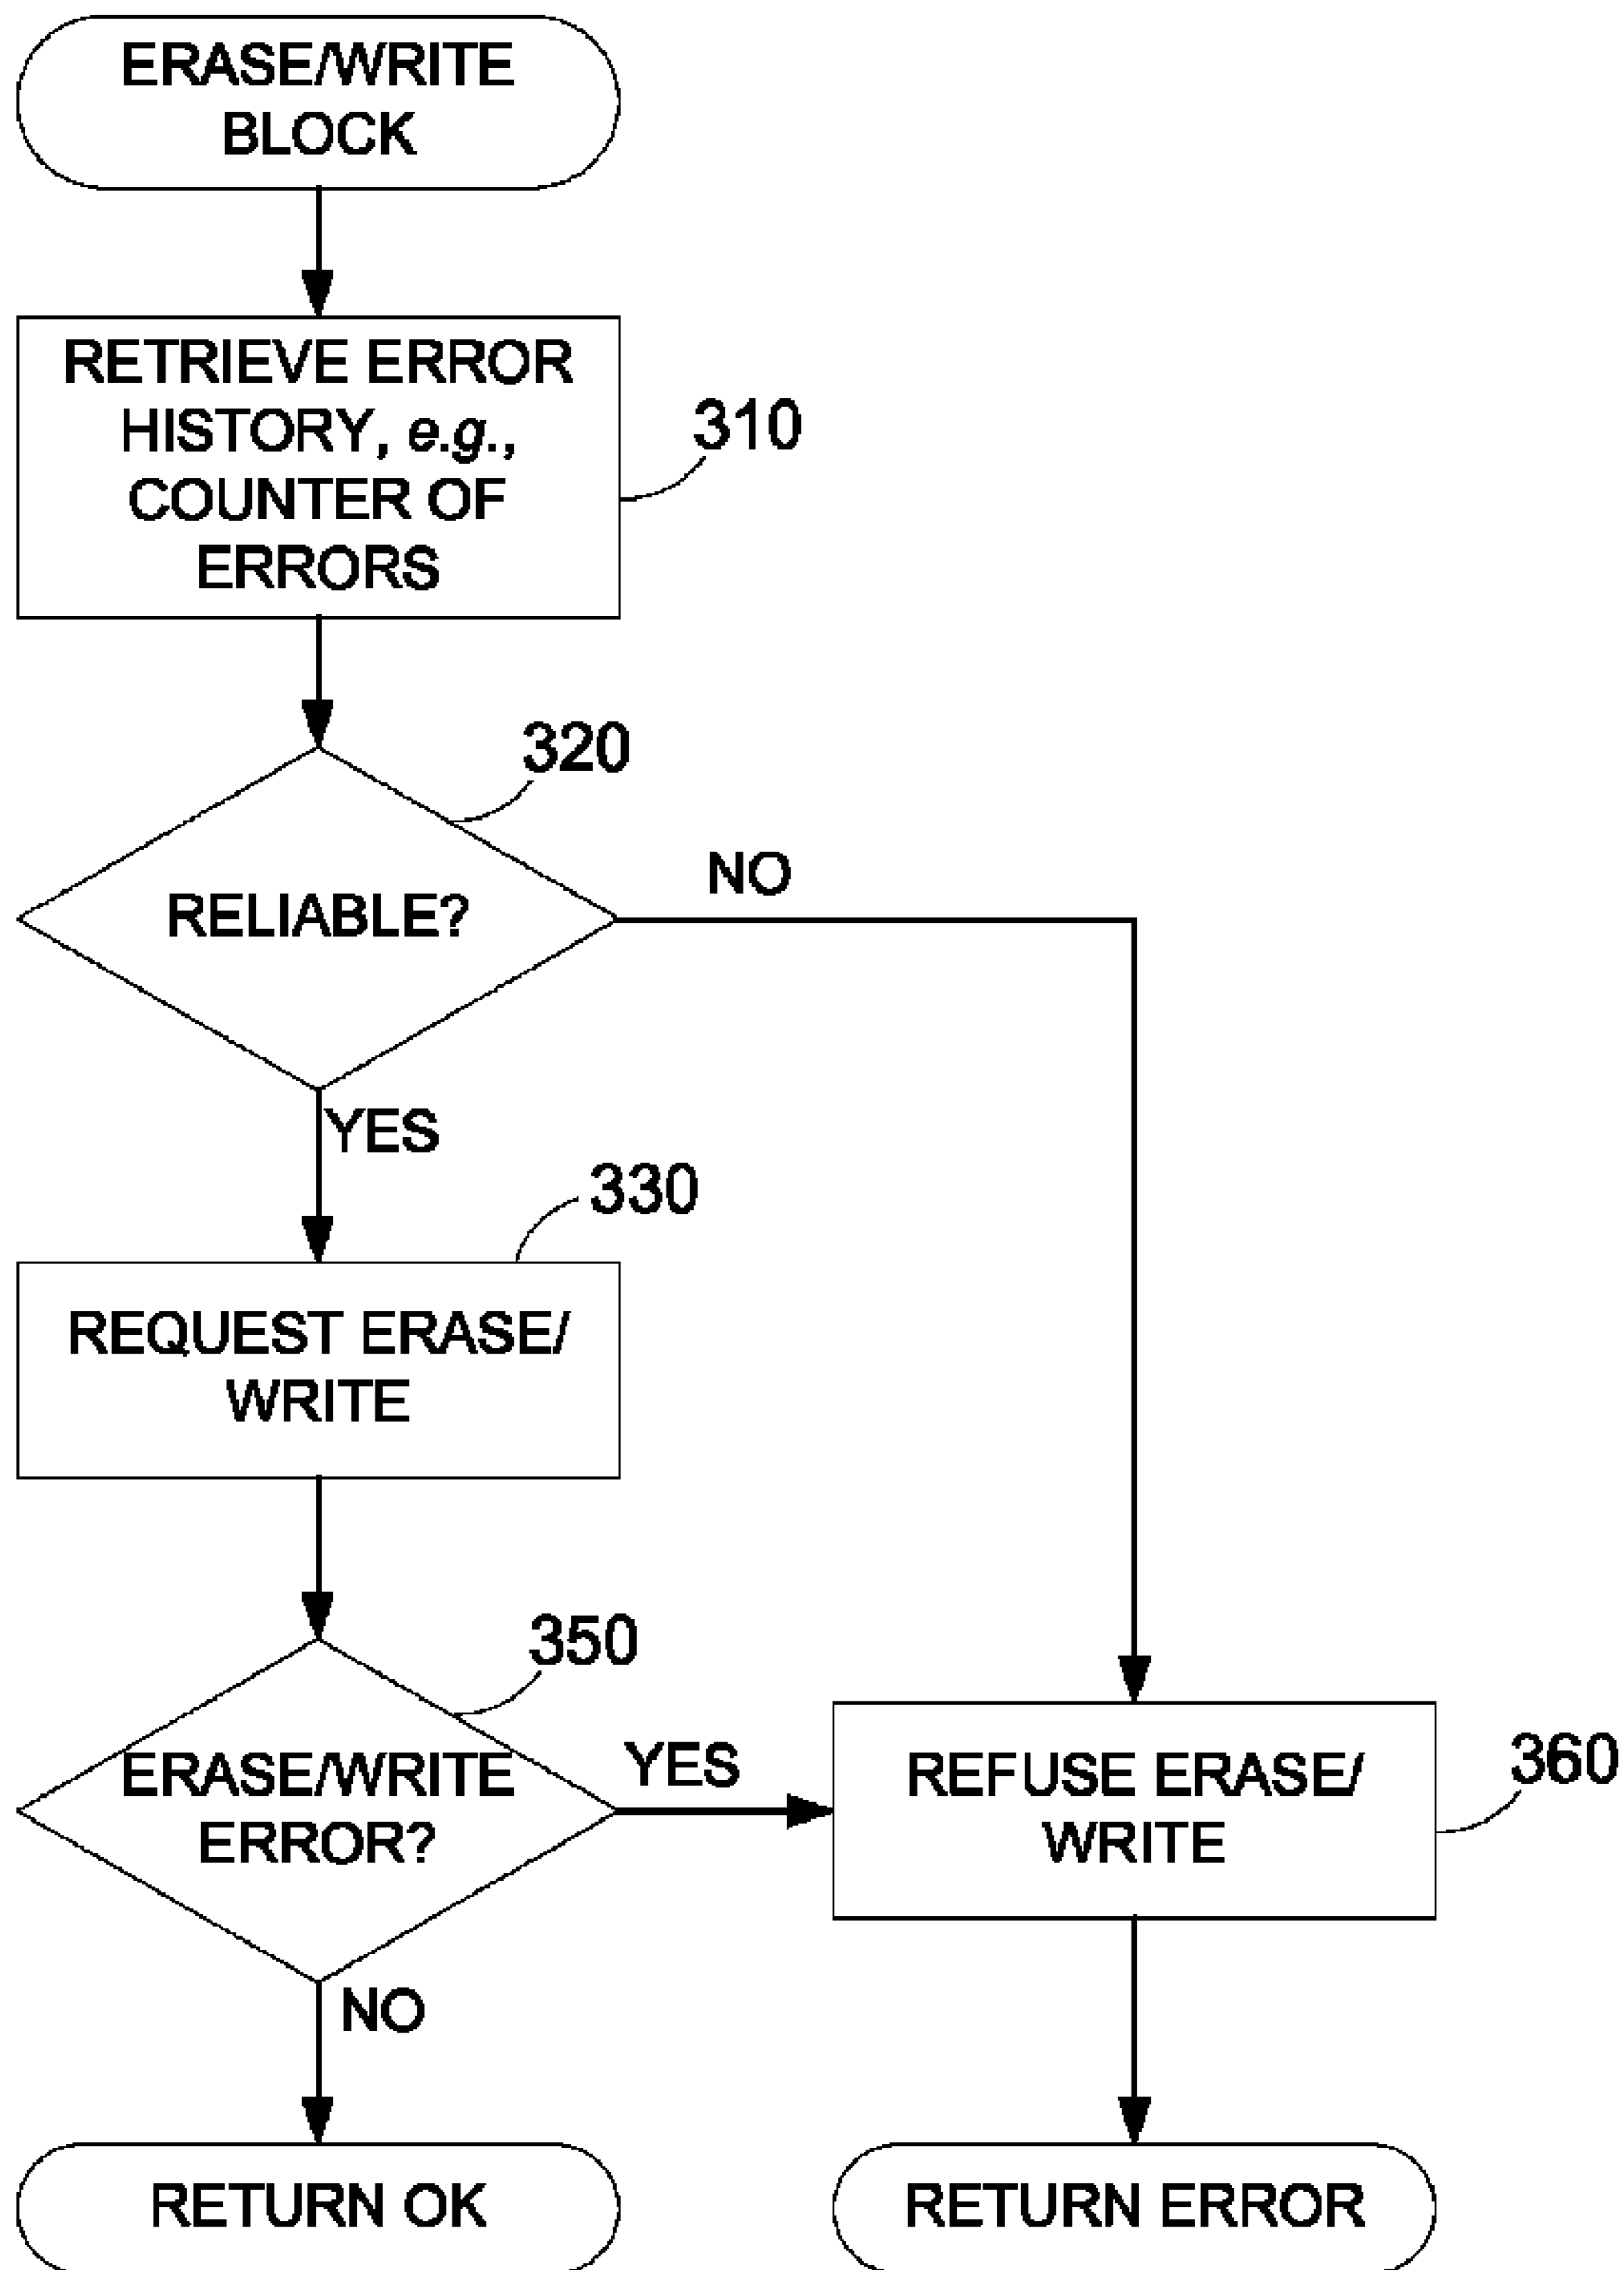 ERASE/WRITE
BLOCK
RETRIEVE ERROR
HISTORY, e.g.,
COUNTER OF
ERRORS
310
320
RELIABLE?
NO
YES
330
REQUEST ERASE/
WRITE
350
ERASE/WRITE
ERROR?
YES
REFUSE ERASE/
WRITE
360
NO
RETURN OK
RETURN ERROR